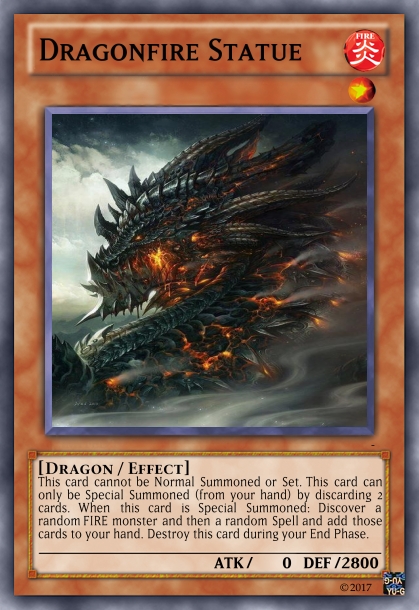 DRAGONFIRE STATUE
FIRE
炎
[DRAGON / EFFECT]
This card cannot be Normal Summoned or Set. This card can
only be Special Summoned (from your hand) by discarding 2
cards. When this card is Special Summoned: Discover a
random FIRE monster and then a random Spell and add those
cards to your hand. Destroy this card during your End Phase.
ATK / 0 DEF /2800
©2017